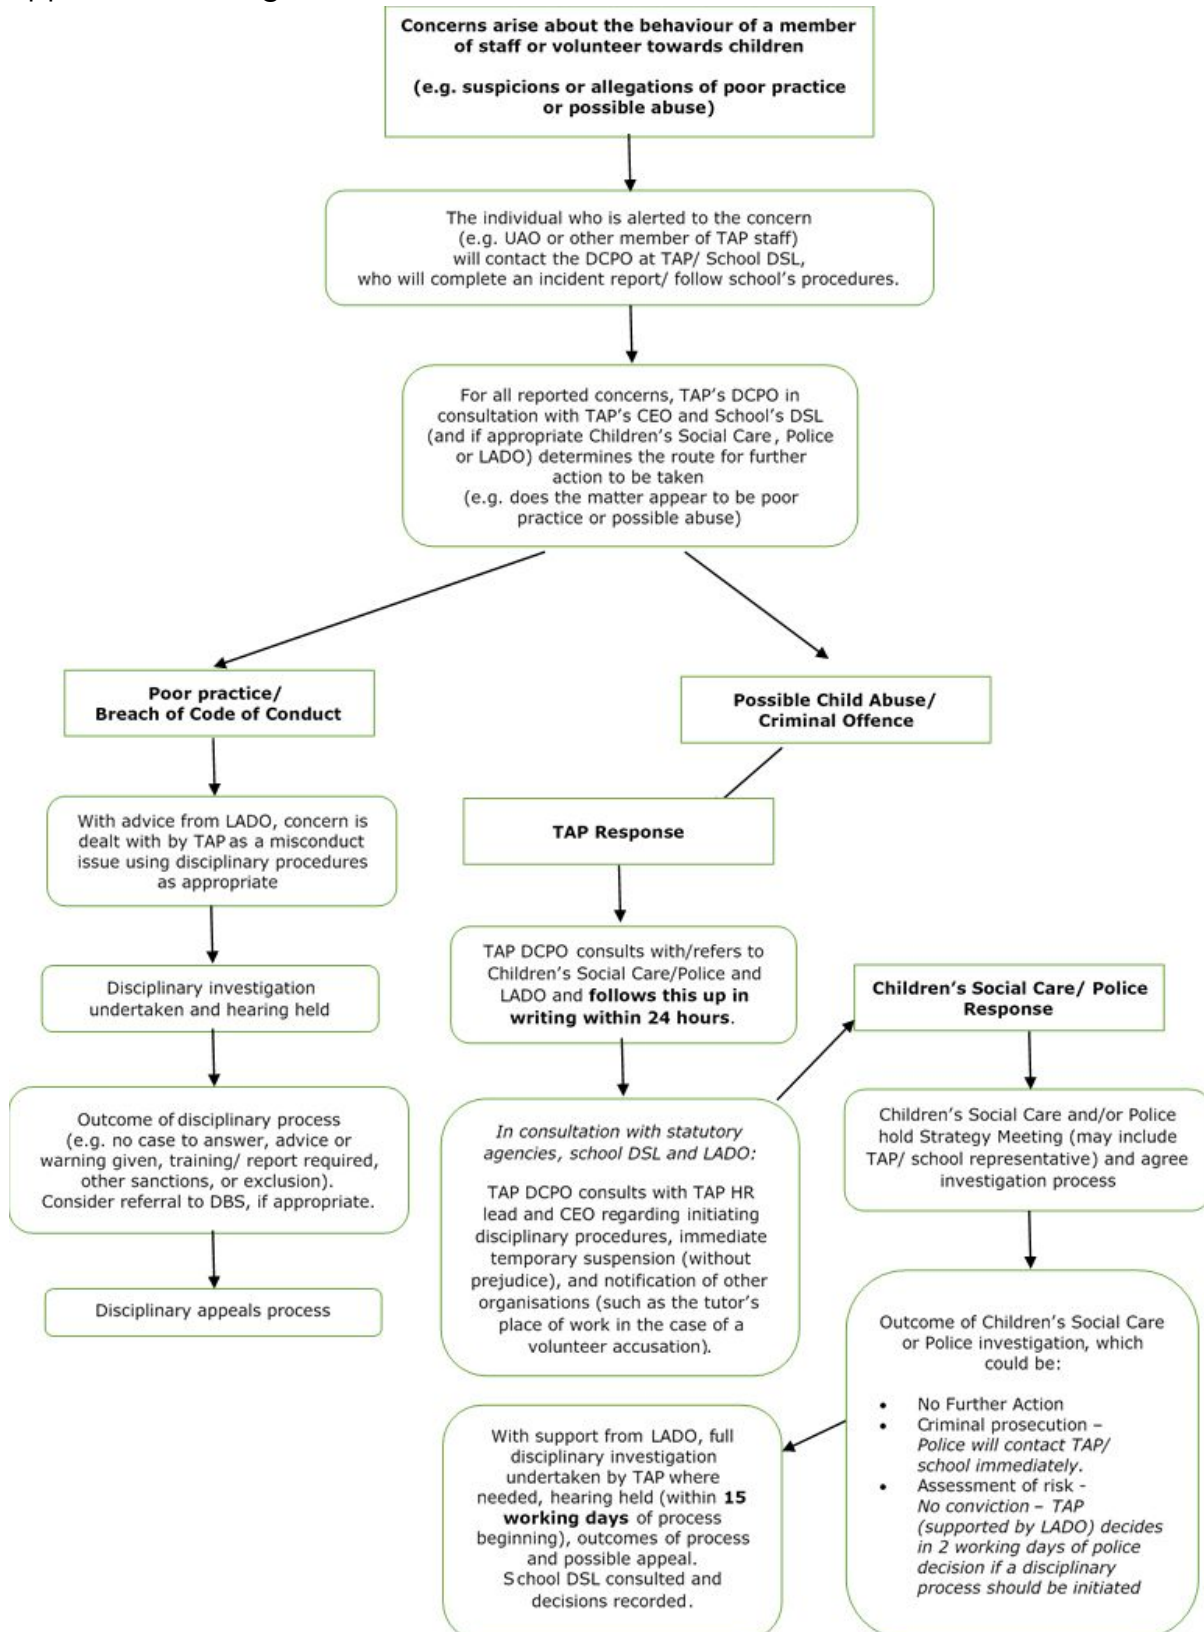 Concerns arise about the behaviour of a member
of staff or volunteer towards children
(e.g. suspicions or allegations of poor practice
or possible abuse)
The individual who is alerted to the concern
(e.g. UAO or other member of TAP staff)
will contact the DCPO at TAP/ School DSL,
who will complete an incident report/ follow school's procedures.
For all reported concerns, TAP's DCPO in
consultation with TAP's CEO and School's DSL
(and if appropriate Children's Social Care, Police
or LADO) determines the route for further
action to be taken
(e.g. does the matter appear to be poor
practice or possible abuse)
Poor practice/
Breach of Code of Conduct
With advice from LADO, concern is
dealt with by TAP as a misconduct
issue using disciplinary procedures
as appropriate
Disciplinary investigation
undertaken and hearing held
Outcome of disciplinary process
(e.g. no case to answer, advice or
warning given, training/ report required,
other sanctions, or exclusion).
Consider referral to DBS, if appropriate.
Disciplinary appeals process
Possible Child Abuse/
Criminal Offence
TAP Response
TAP DCPO consults with/refers to
Children's Social Care/Police and
LADO and follows this up in
writing within 24 hours.
In consultation with statutory
agencies, school DSL and LADO:
TAP DCPO consults with TAP HR
lead and CEO regarding initiating
disciplinary procedures, immediate
temporary suspension (without
prejudice), and notification of other
organisations (such as the tutor's
place of work in the case of a
volunteer accusation).
Children's Social Care/ Police
Response
Children's Social Care and/or Police
hold Strategy Meeting (may include
TAP/ school representative) and agree
investigation process
Outcome of Children's Social Care
or Police investigation, which
could be:
• No Further Action
• Criminal prosecution –
Police will contact TAP/
school immediately.
• Assessment of risk -
No conviction – TAP
(supported by LADO) decides
in 2 working days of police
decision if a disciplinary
process should be initiated
With support from LADO, full
disciplinary investigation
undertaken by TAP where
needed, hearing held (within 15
working days of process
beginning), outcomes of process
and possible appeal.
School DSL consulted and
decisions recorded.